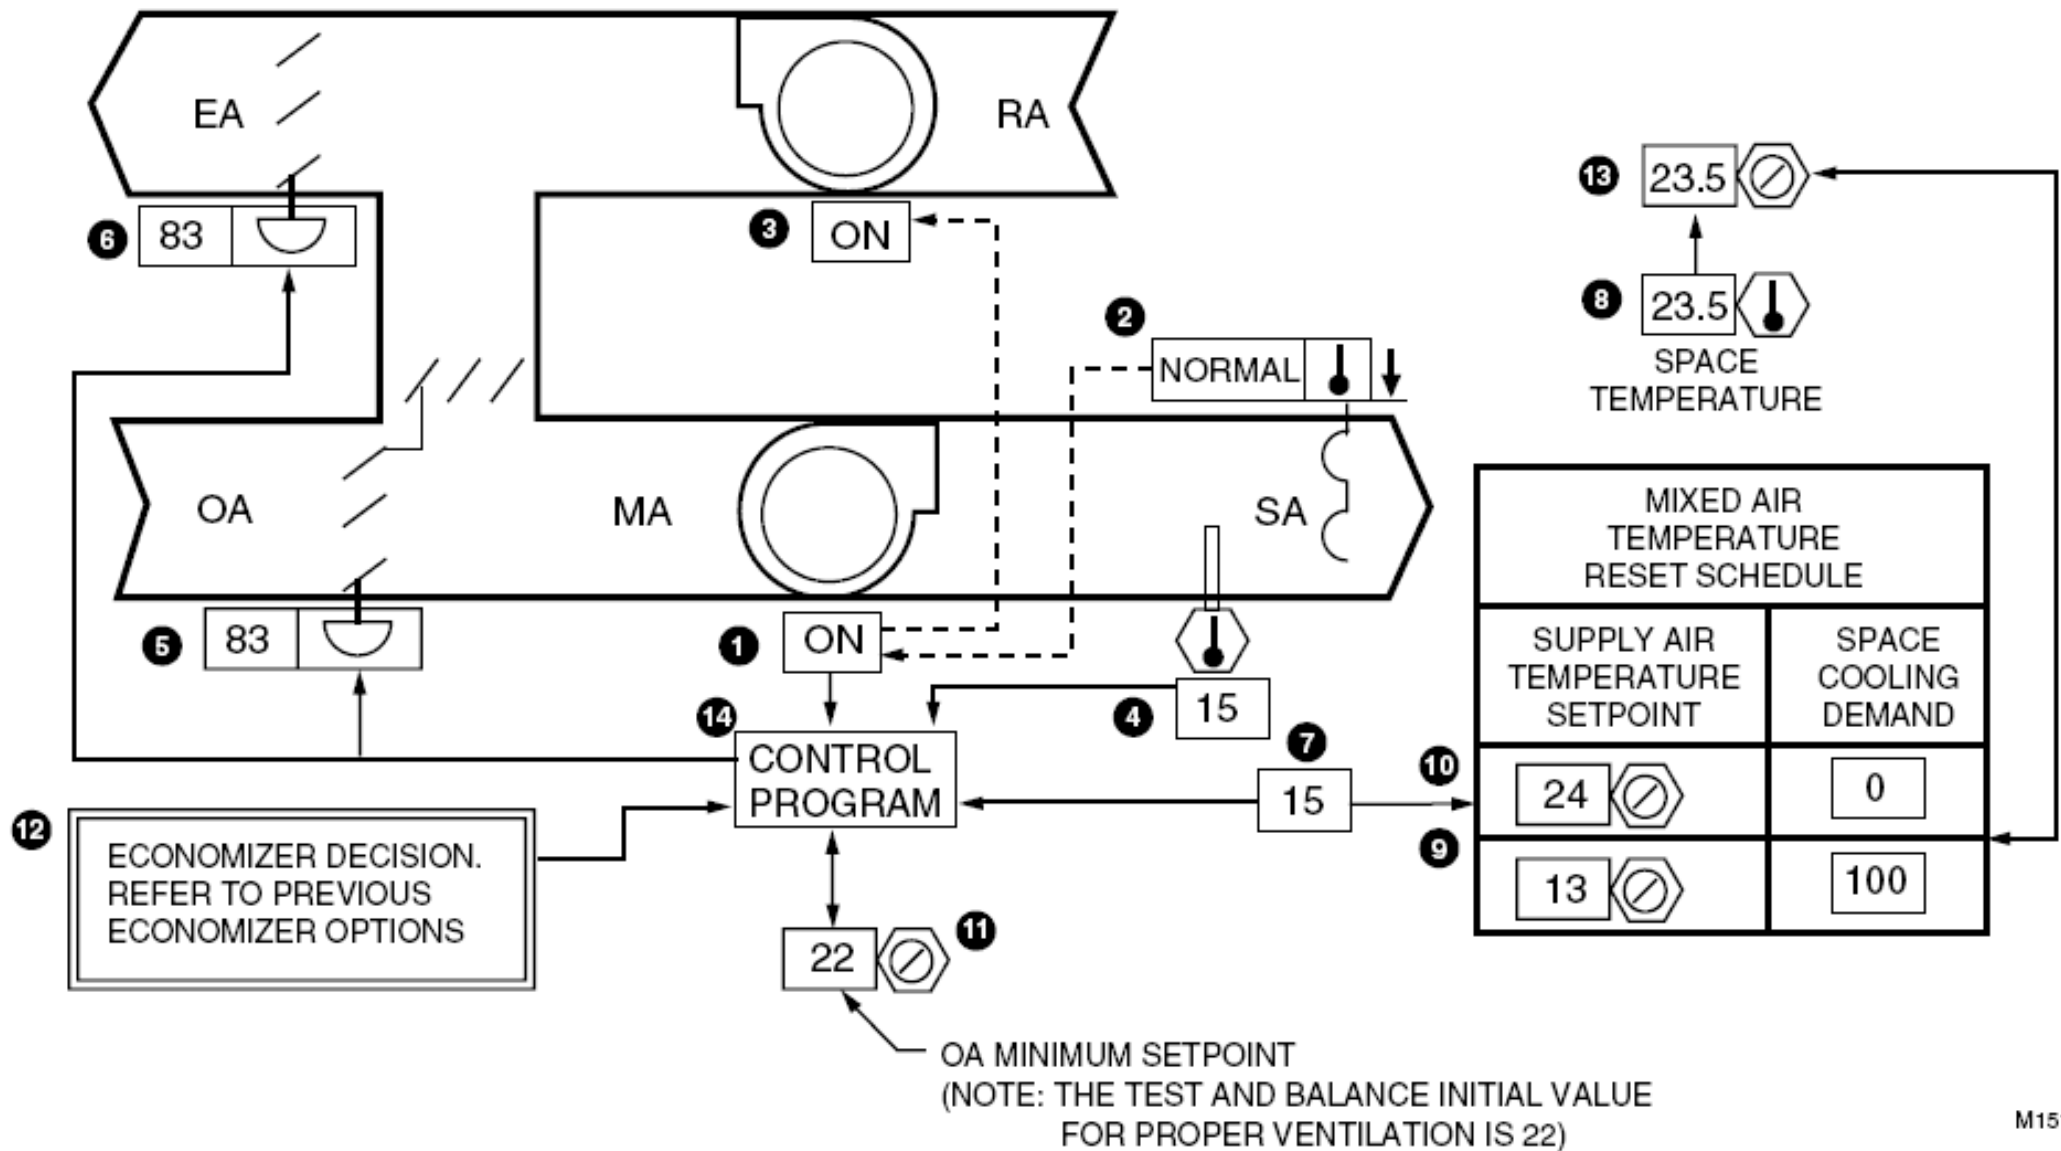 EA
RA
6
83
3
ON
13
23.5
8
23.5
SPACE
TEMPERATURE
2
NORMAL
OA
MA
SA
5
83
1
ON
4
15
14
CONTROL
PROGRAM
7
15
12
ECONOMIZER DECISION.
REFER TO PREVIOUS
ECONOMIZER OPTIONS
22
11
OA MINIMUM SETPOINT
(NOTE: THE TEST AND BALANCE INITIAL VALUE
FOR PROPER VENTILATION IS 22)
MIXED AIR
TEMPERATURE
RESET SCHEDULE
SUPPLY AIR
TEMPERATURE
SETPOINT
SPACE
COOLING
DEMAND
10
24
0
9
13
100